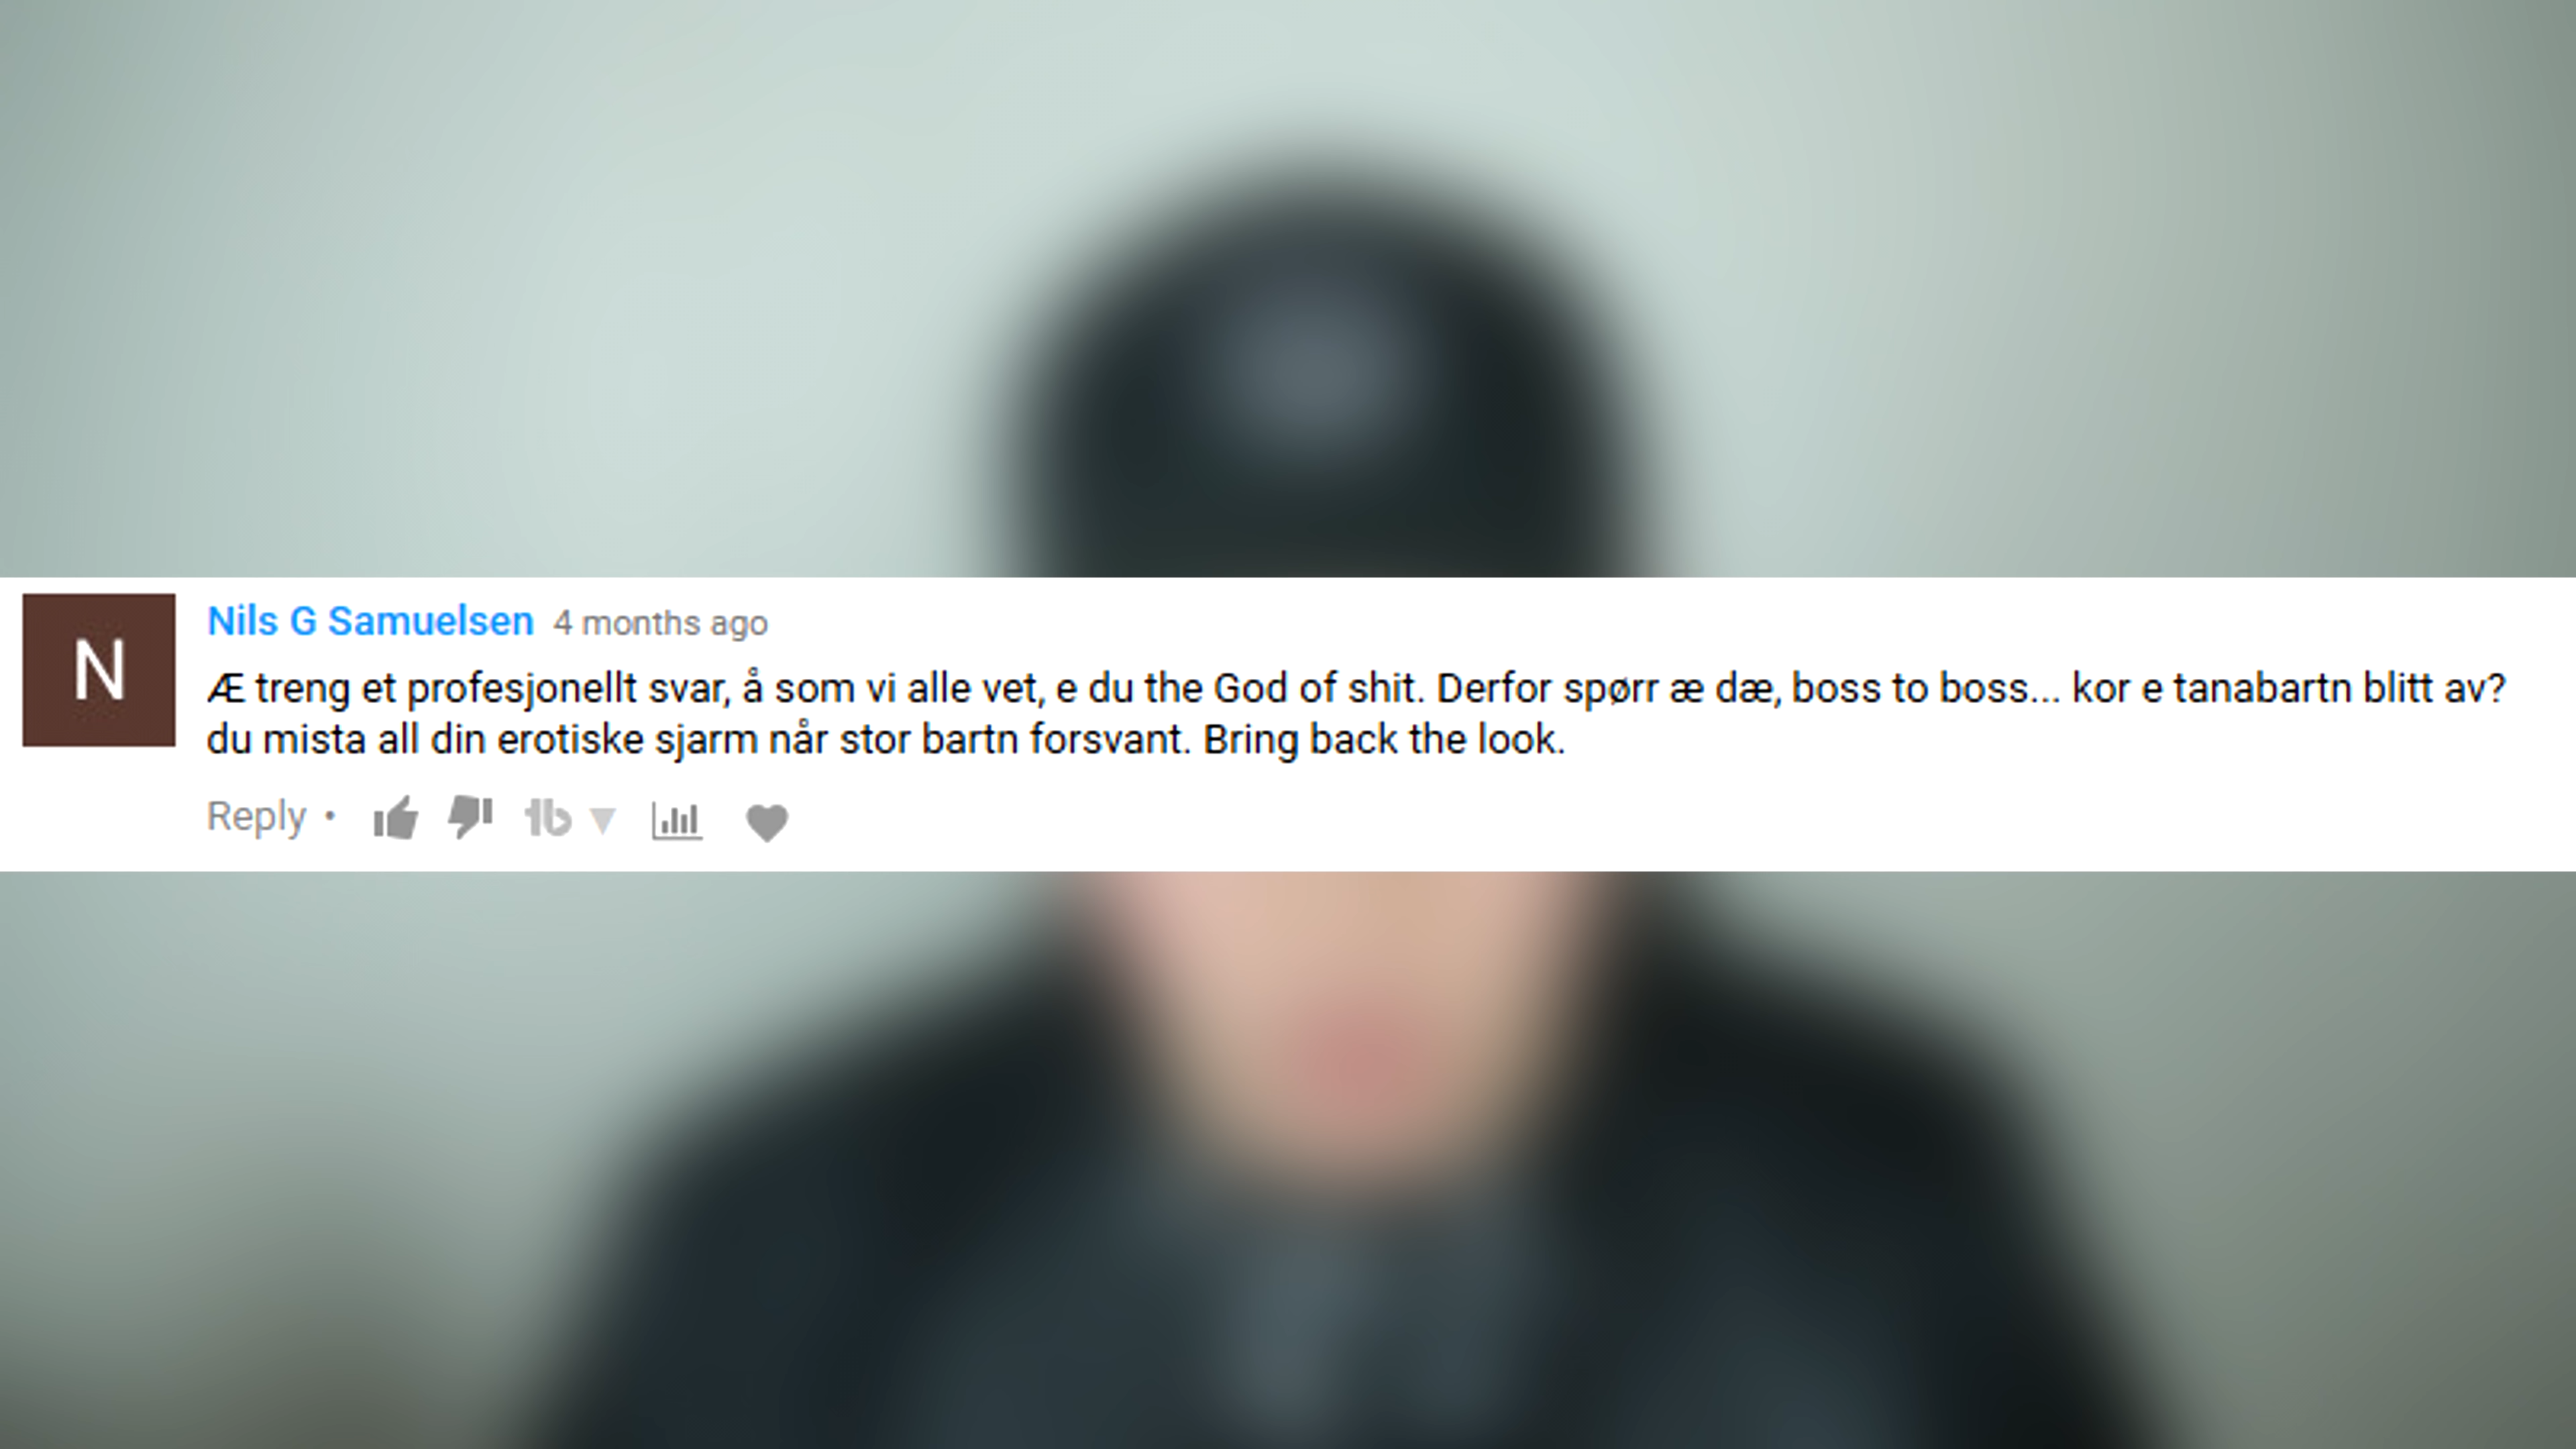 N
Nils G Samuelsen 4 months ago
Æ treng et profesjonellt svar, å som vi alle vet, e du the God of shit. Derfor spørr æ dæ, boss to boss... kor e tanabartn blitt av?
du mista all din erotiske sjarm når stor bartn forsvant. Bring back the look.
Reply •